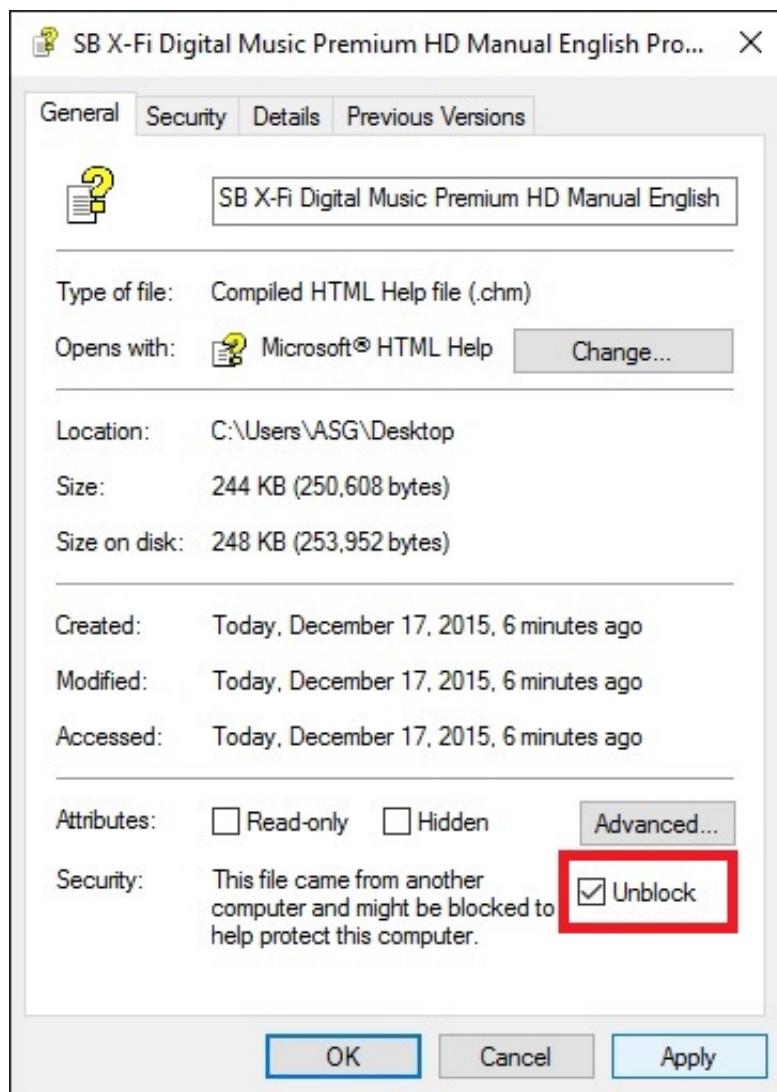 SB X-Fi Digital Music Premium HD Manual English Pro...
General Security Details Previous Versions
SB X-Fi Digital Music Premium HD Manual English
Type of file: Compiled HTML Help file (.chm)
Opens with: Microsoft® HTML Help Change...
Location: C:\Users\ASG\Desktop
Size: 244 KB (250,608 bytes)
Size on disk: 248 KB (253,952 bytes)
Created: Today, December 17, 2015, 6 minutes ago
Modified: Today, December 17, 2015, 6 minutes ago
Accessed: Today, December 17, 2015, 6 minutes ago
Attributes: Read-only Hidden Advanced...
Security: This file came from another
computer and might be blocked to
help protect this computer.
Unblock
OK Cancel Apply